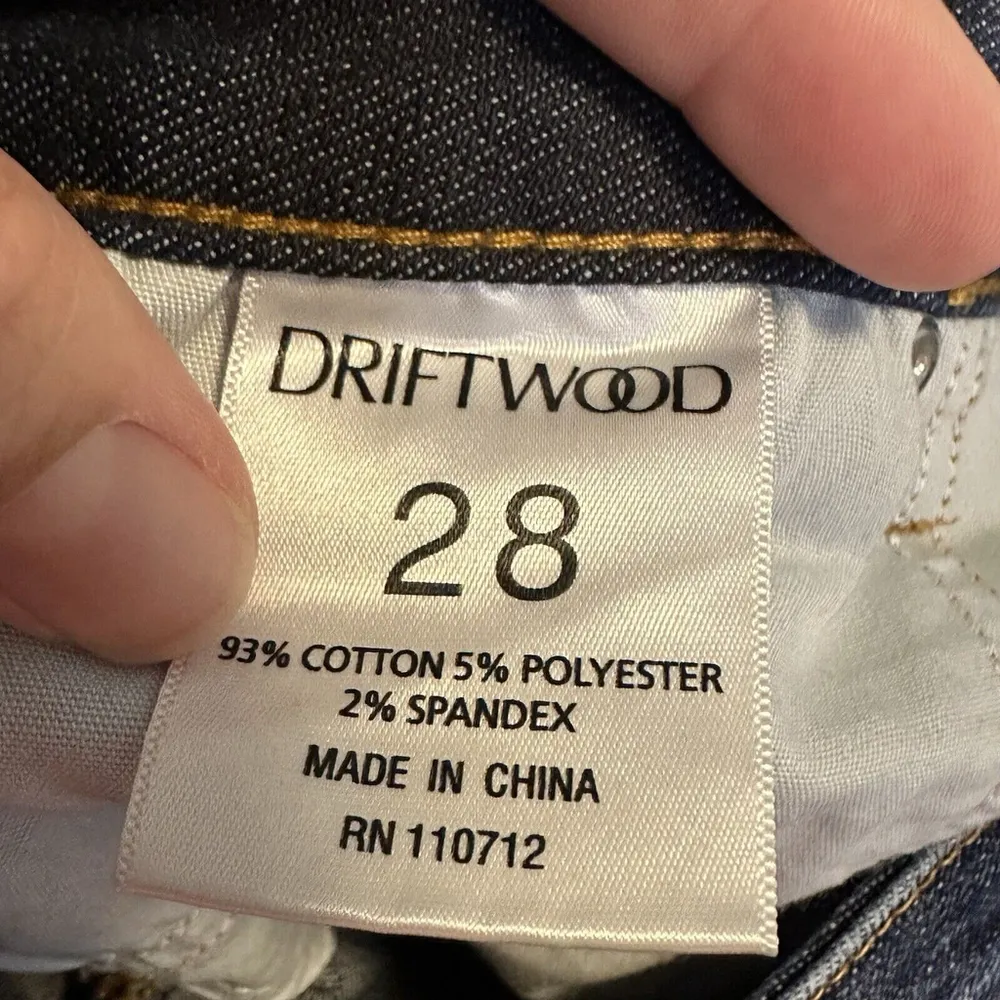 DRIFTWOOD
28
93% COTTON 5% POLYESTER
2% SPANDEX
MADE IN CHINA
RN 110712